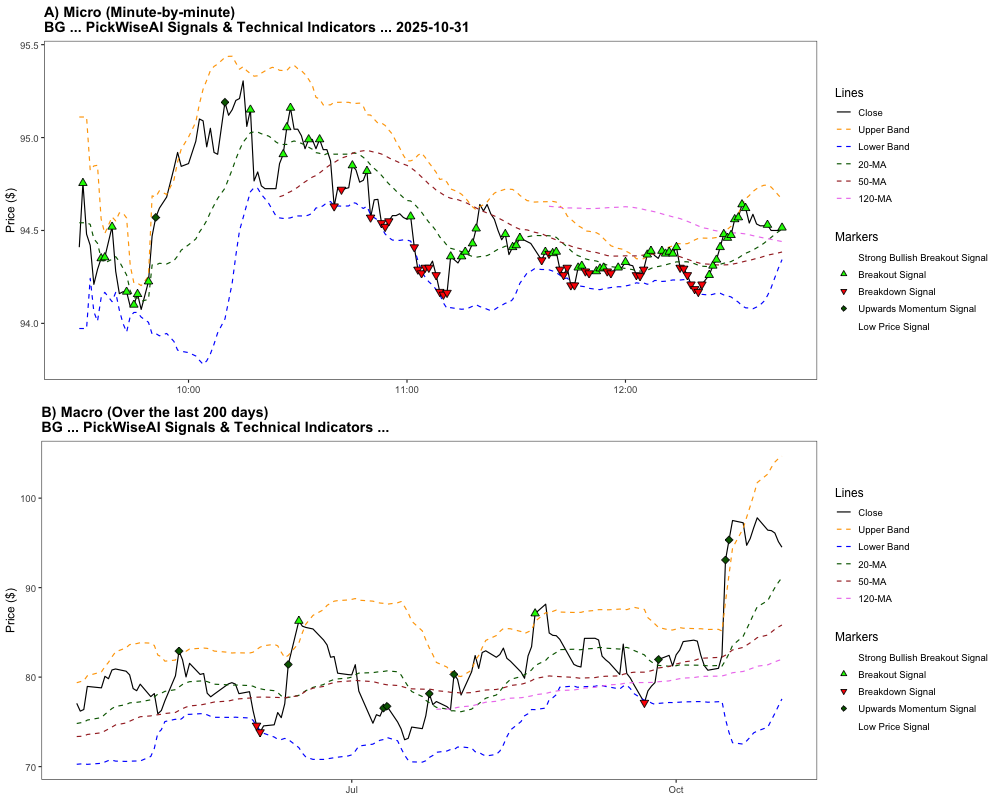 A) Micro (Minute-by-minute)
BG ... PickWiseAI Signals & Technical Indicators ... 2025-10-31
Price ($)
95.5
95.0
94.5
94.0
10:00
11:00
12:00
Lines
Close
Upper Band
Lower Band
20-MA
50-MA
120-MA
Markers
Strong Bullish Breakout Signal
Breakout Signal
Breakdown Signal
Upwards Momentum Signal
Low Price Signal
B) Macro (Over the last 200 days)
BG ... PickWiseAI Signals & Technical Indicators ...
Price ($)
100
90
80
70
Jul
Oct
Lines
Close
Upper Band
Lower Band
20-MA
50-MA
120-MA
Markers
Strong Bullish Breakout Signal
Breakout Signal
Breakdown Signal
Upwards Momentum Signal
Low Price Signal